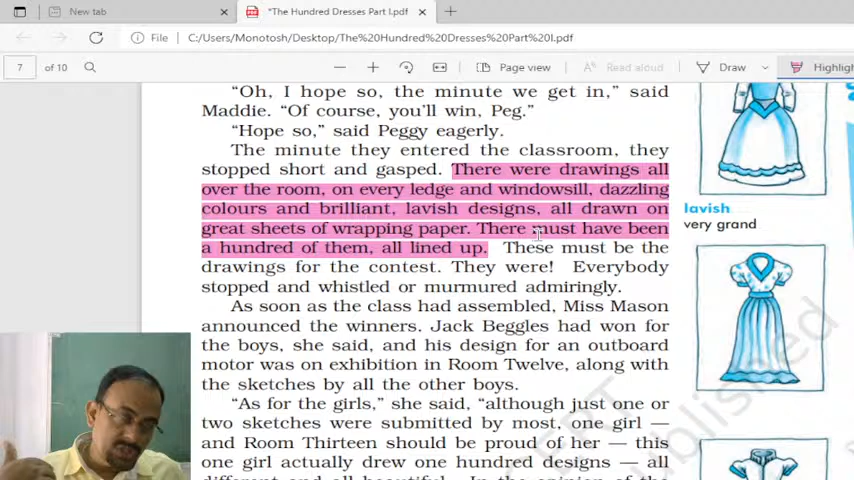 New tab
"The Hundred Dresses Part I.pdf
File
C:/Users/Monotosh/Desktop/The%20Hundred%20Dresses%20Part%20I.pdf
7 of 10
Page view
Read aloud
Draw
Highligh
"Oh, I hope so, the minute we get in," said
Maddie. "Of course, you'll win, Peg."
"Hope so," said Peggy eagerly.
The minute they entered the classroom, they
stopped short and gasped. There were drawings all
over the room, on every ledge and windowsill, dazzling
colours and brilliant, lavish designs, all drawn on
great sheets of wrapping paper. There must have been
a hundred of them, all lined up. These must be the
drawings for the contest. They were! Everybody
stopped and whistled or murmured admiringly.
As soon as the class had assembled, Miss Mason
announced the winners. Jack Beggles had won for
the boys, she said, and his design for an outboard
motor was on exhibition in Room Twelve, along with
the sketches by all the other boys.
"As for the girls," she said, "although just one or
two sketches were submitted by most, one girl —
and Room Thirteen should be proud of her — this
one girl actually drew one hundred designs — all
different and all beautiful. In the opinion of the
lavish
very grand